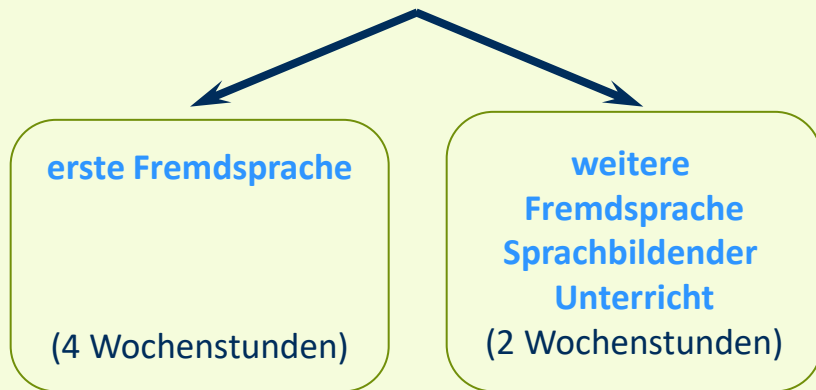 erste Fremdsprache
(4 Wochenstunden)
weitere
Fremdsprache
Sprachbildender
Unterricht
(2 Wochenstunden)